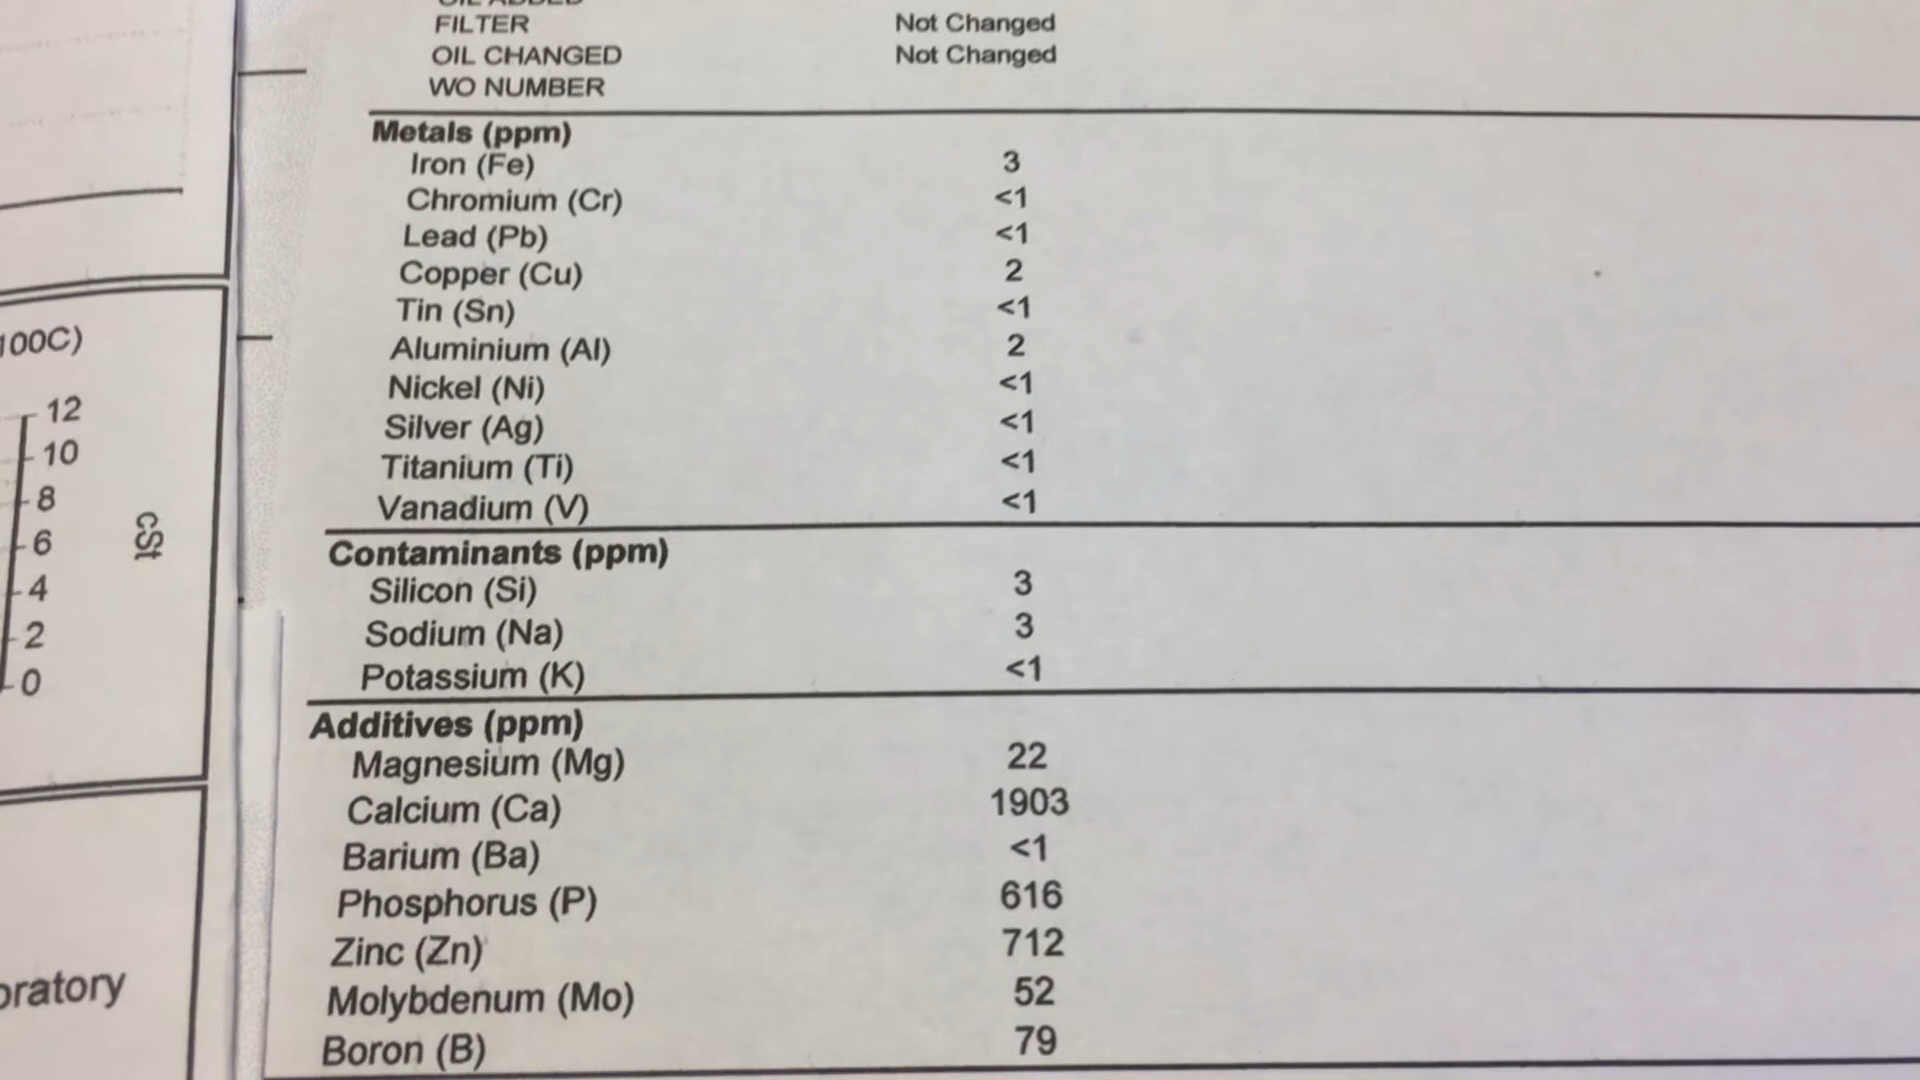 OIL ADDED
FILTER Not Changed
OIL CHANGED Not Changed
WO NUMBER
Metals (ppm)
Iron (Fe) 3
Chromium (Cr) <1
Lead (Pb) <1
Copper (Cu) 2
Tin (Sn) <1
Aluminium (Al) 2
Nickel (Ni) <1
Silver (Ag) <1
Titanium (Ti) <1
Vanadium (V) <1
Contaminants (ppm)
Silicon (Si) 3
Sodium (Na) 3
Potassium (K) <1
Additives (ppm)
Magnesium (Mg) 22
Calcium (Ca) 1903
Barium (Ba) <1
Phosphorus (P) 616
Zinc (Zn) 712
Molybdenum (Mo) 52
Boron (B) 79
100C)
12
10
8
6
4
2
0
cSt
oratory